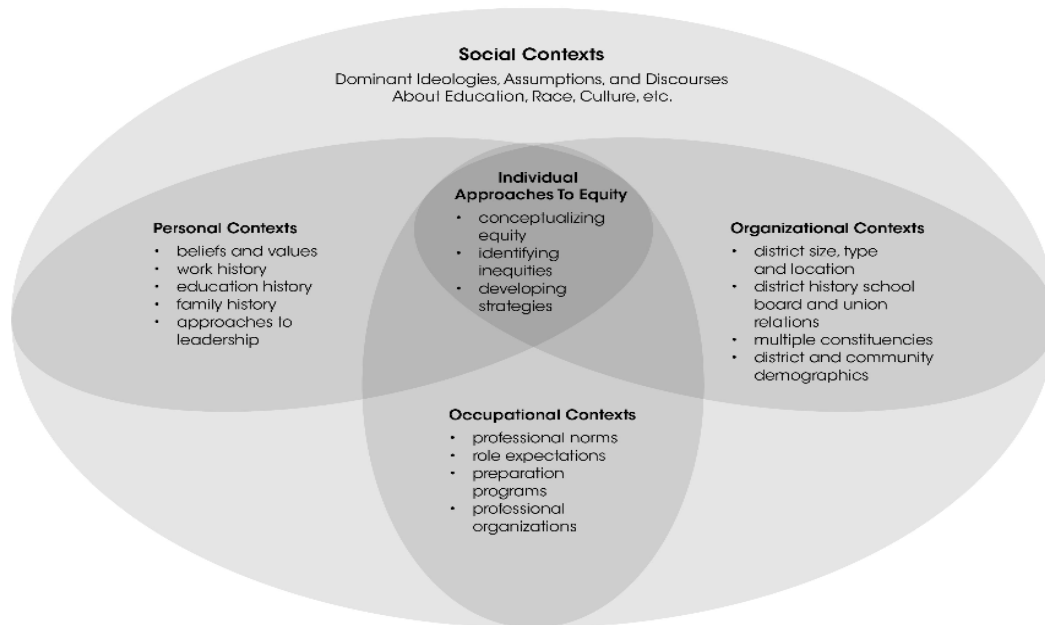 Social Contexts
Dominant Ideologies, Assumptions, and Discourses
About Education, Race, Culture, etc.
Individual
Approaches To Equity
• conceptualizing
equity
• identifying
inequities
• developing
strategies
Personal Contexts
• beliefs and values
• work history
• education history
• family history
• approaches to
leadership
Organizational Contexts
• district size, type
and location
• district history school
board and union
relions
• multiple constituencies
• district and community
demographics
Occupational Contexts
• professional norms
• role expectations
• preparation
programs
• professional
organizations